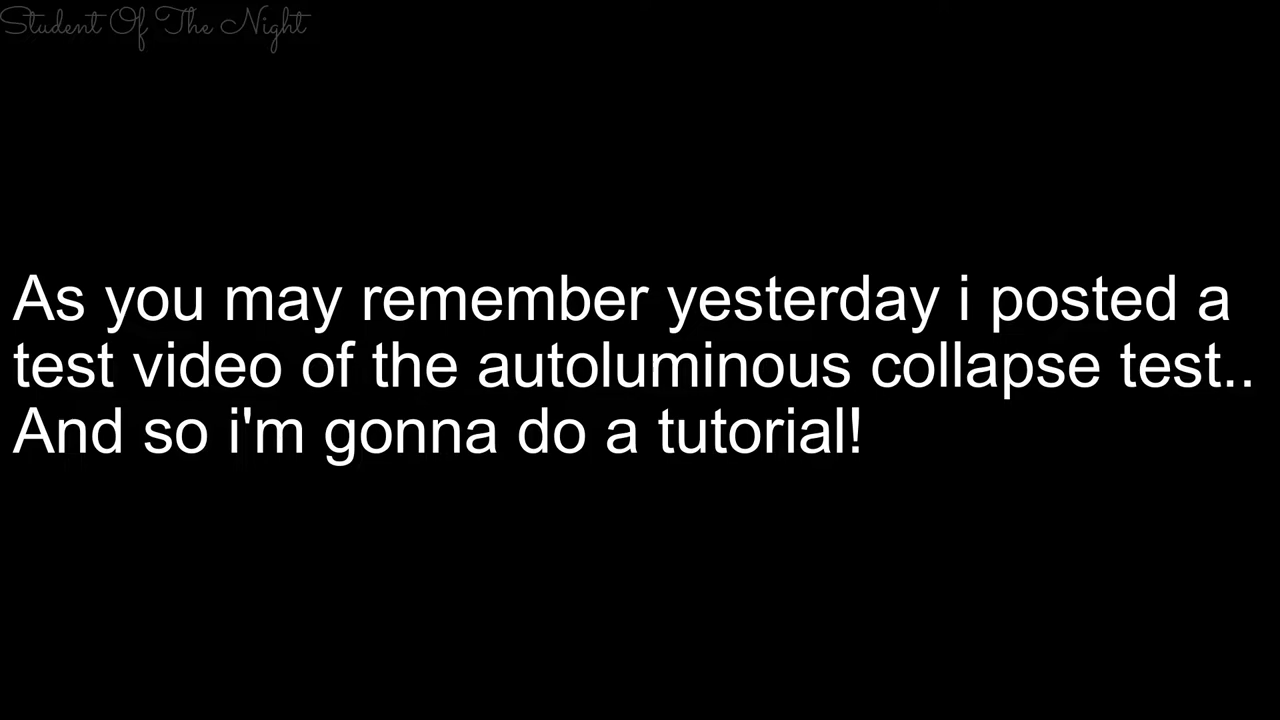 Student Of The Night
As you may remember yesterday i posted a
test video of the autoluminous collapse test..
And so i'm gonna do a tutorial!